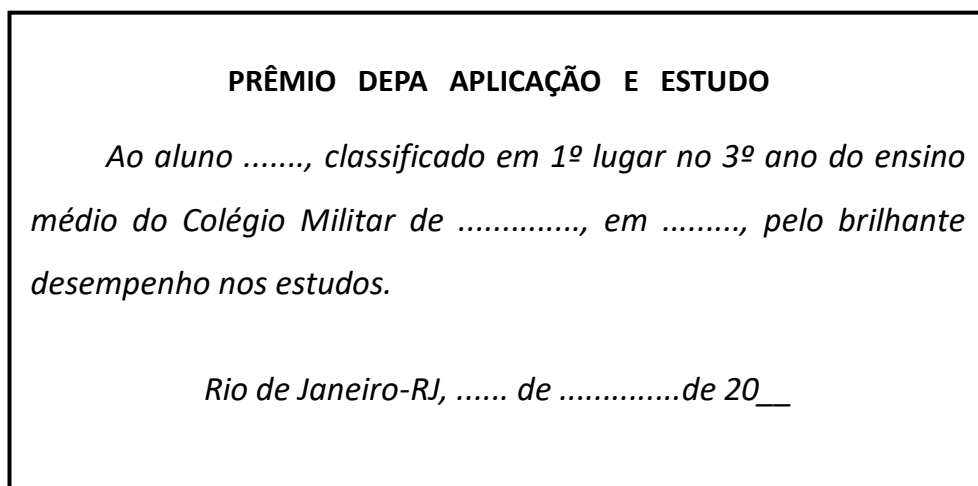 PRÊMIO DEPA APLICAÇÃO E ESTUDO
Ao aluno ......., classificado em 1º lugar no 3º ano do ensino
médio do Colégio Militar de .............., em ........., pelo brilhante
desempenho nos estudos.
Rio de Janeiro-RJ, ...... de ..............de 20__